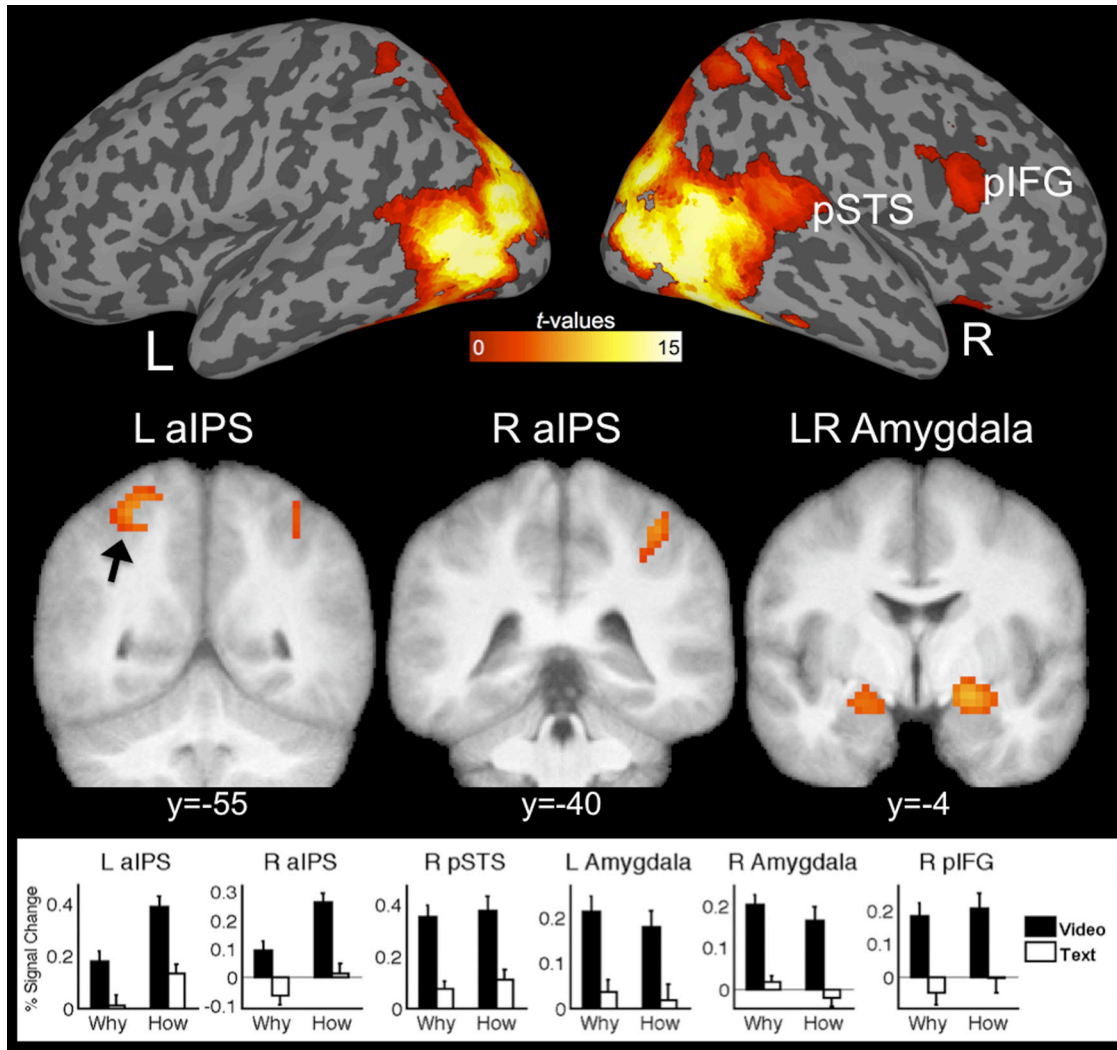 pIFG
pSTS
L
t-values
0 15
R
L aIPS R aIPS LR Amygdala
y=-55 y=-40 y=-4
L aIPS R aIPS R pSTS L Amygdala R Amygdala R pIFG
% Signal Change
0.4
0.2
0
Why How
0.3
0.2
0.1
0
-0.1
Why How
0.4
0.2
0
Why How
0.2
0.1
0
Why How
0.2
0.1
0
Why How
0.2
0.1
0
Why How
Video
Text